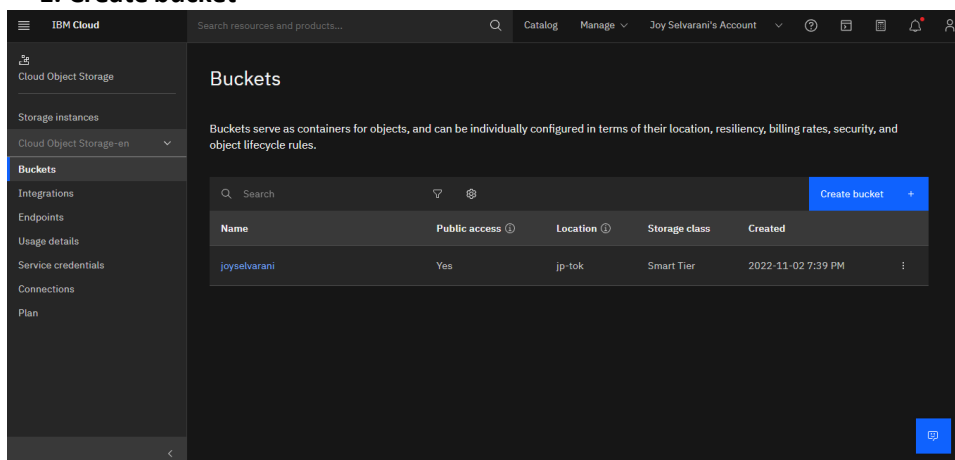 1. Create bucket
IBM Cloud
Search resources and products...
Catalog
Manage
Joy Selvarani's Account
Cloud Object Storage
Storage instances
Cloud Object Storage-en
Buckets
Integrations
Endpoints
Usage details
Service credentials
Connections
Plan
Buckets
Buckets serve as containers for objects, and can be individually configured in terms of their location, resiliency, billing rates, security, and
object lifecycle rules.
Search
Create bucket +
Name Public access Location Storage class Created
joyselvarani Yes jp-tok Smart Tier 2022-11-02 7:39 PM